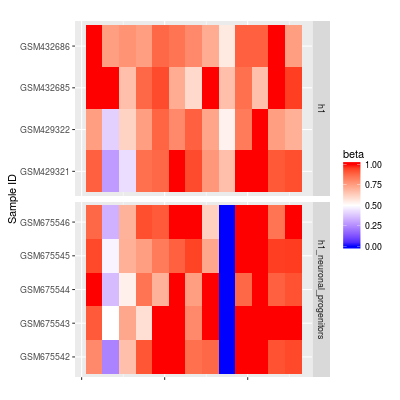 Sample ID
GSM432686
GSM432685
GSM429322
GSM429321
h1
GSM675546
GSM675545
GSM675544
GSM675543
GSM675542
h1_neuronal_progenitors
beta
1.00
0.75
0.50
0.25
0.00